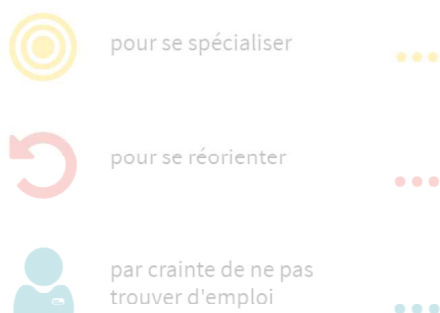 pour se spécialiser
pour se réorienter
par crainte de ne pas
trouver d'emploi